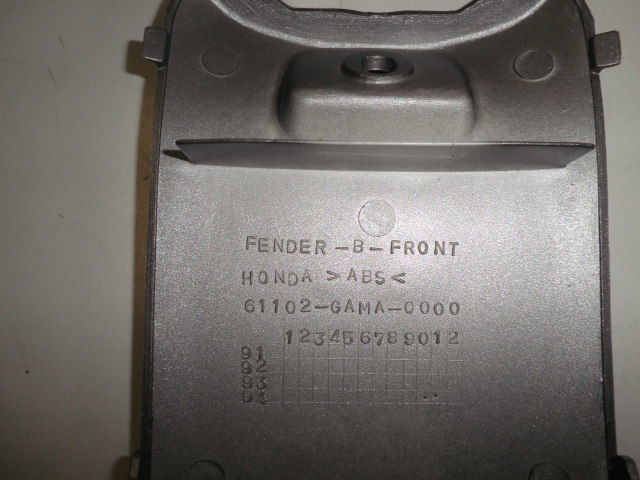 FENDER-B-FRONT
HONDA >ABS<
61102-GAMA-0000
123456789012
91
92
93
94